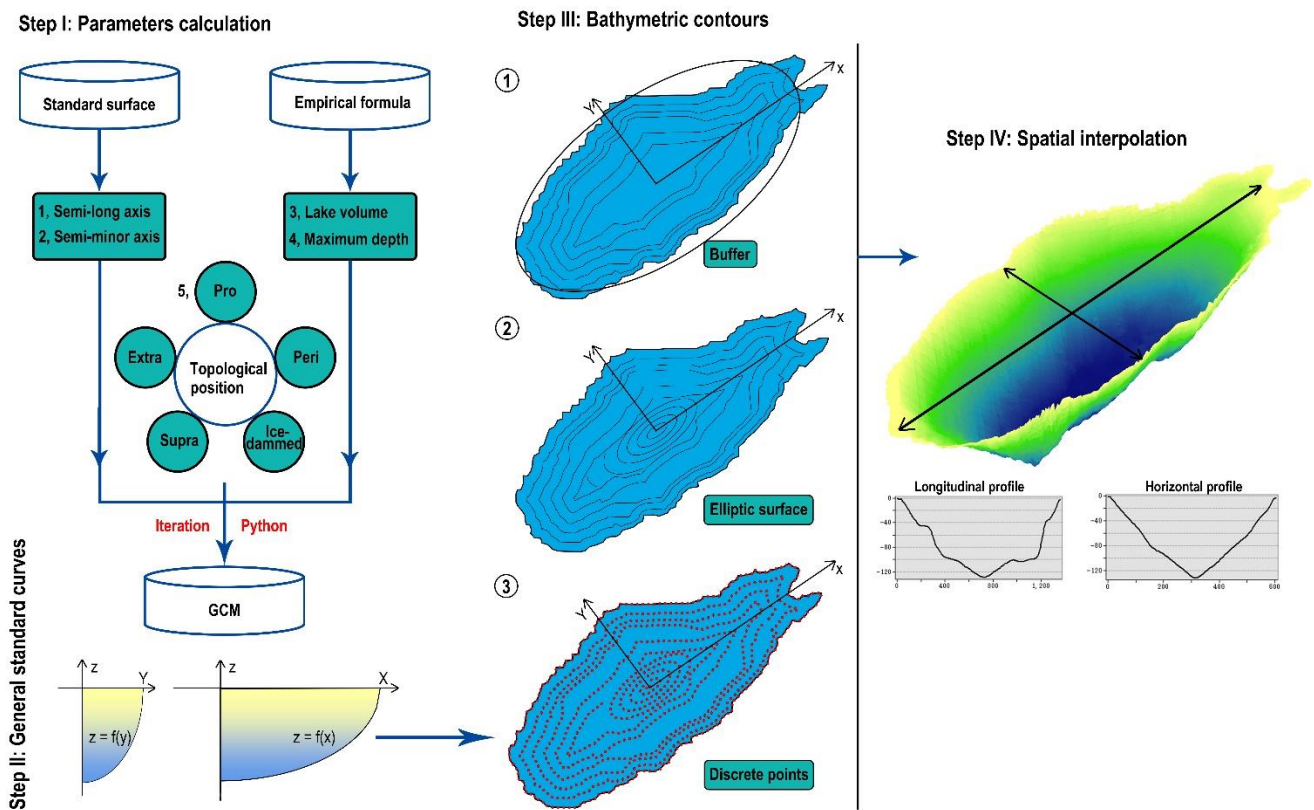 Step I: Parameters calculation
Standard surface
Empirical formula
1, Semi-long axis
2, Semi-minor axis
3, Lake volume
4, Maximum depth
5,
Pro
Extra
Peri
Topological
position
Supra
Ice-
dammed
Iteration
Python
GCM
Step II: General standard curves
z
Y
z = f(y)
z
X
z = f(x)
Step III: Bathymetric contours
1
X
Y
Buffer
2
X
Y
Elliptic surface
3
X
Y
Discrete points
Step IV: Spatial interpolation
Longitudinal profile
0
-40
-80
-120
0
400
800
1,200
Horizontal profile
0
-40
-80
-120
0
200
400
600